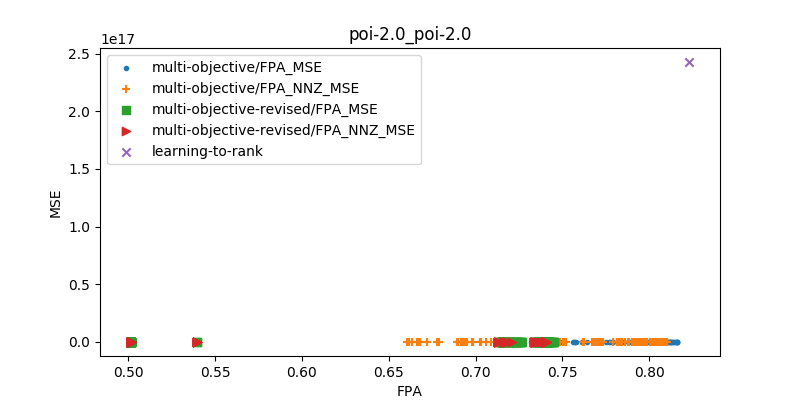 poi-2.0_poi-2.0
1e17
2.5
2.0
1.5
1.0
0.5
0.0
MSE
multi-objective/FPA_MSE
multi-objective/FPA_NNZ_MSE
multi-objective-revised/FPA_MSE
multi-objective-revised/FPA_NNZ_MSE
learning-to-rank
0.50 0.55 0.60 0.65 0.70 0.75 0.80
FPA